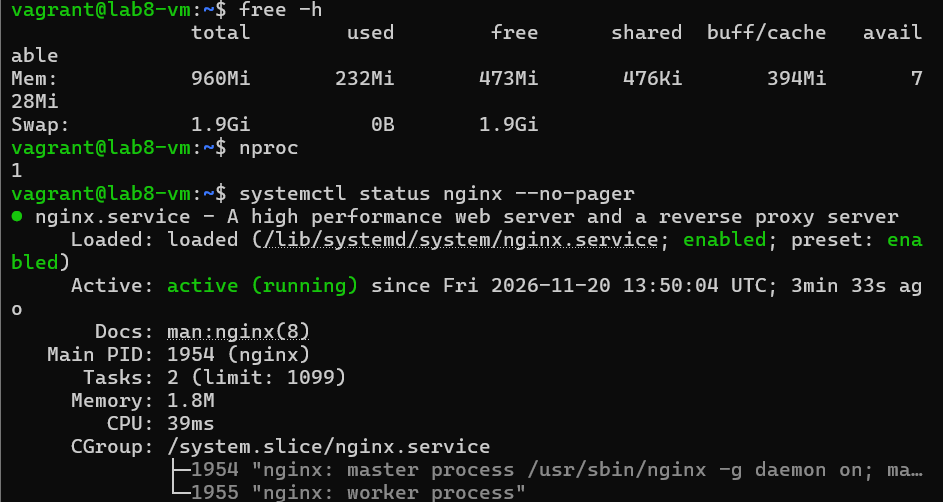 vagrant@lab8-vm:~$ free -h
               total        used        free      shared  buff/cache   avail
able
Mem:           960Mi       232Mi       473Mi       476Ki       394Mi       7
28Mi
Swap:          1.9Gi          0B       1.9Gi
vagrant@lab8-vm:~$ nproc
1
vagrant@lab8-vm:~$ systemctl status nginx --no-pager
● nginx.service - A high performance web server and a reverse proxy server
     Loaded: loaded (/lib/systemd/system/nginx.service; enabled; preset: ena
bled)
     Active: active (running) since Fri 2026-11-20 13:50:04 UTC; 3min 33s ag
o
       Docs: man:nginx(8)
   Main PID: 1954 (nginx)
      Tasks: 2 (limit: 1099)
     Memory: 1.8M
        CPU: 39ms
     CGroup: /system.slice/nginx.service
             ├─1954 "nginx: master process /usr/sbin/nginx -g daemon on; ma…
             └─1955 "nginx: worker process"